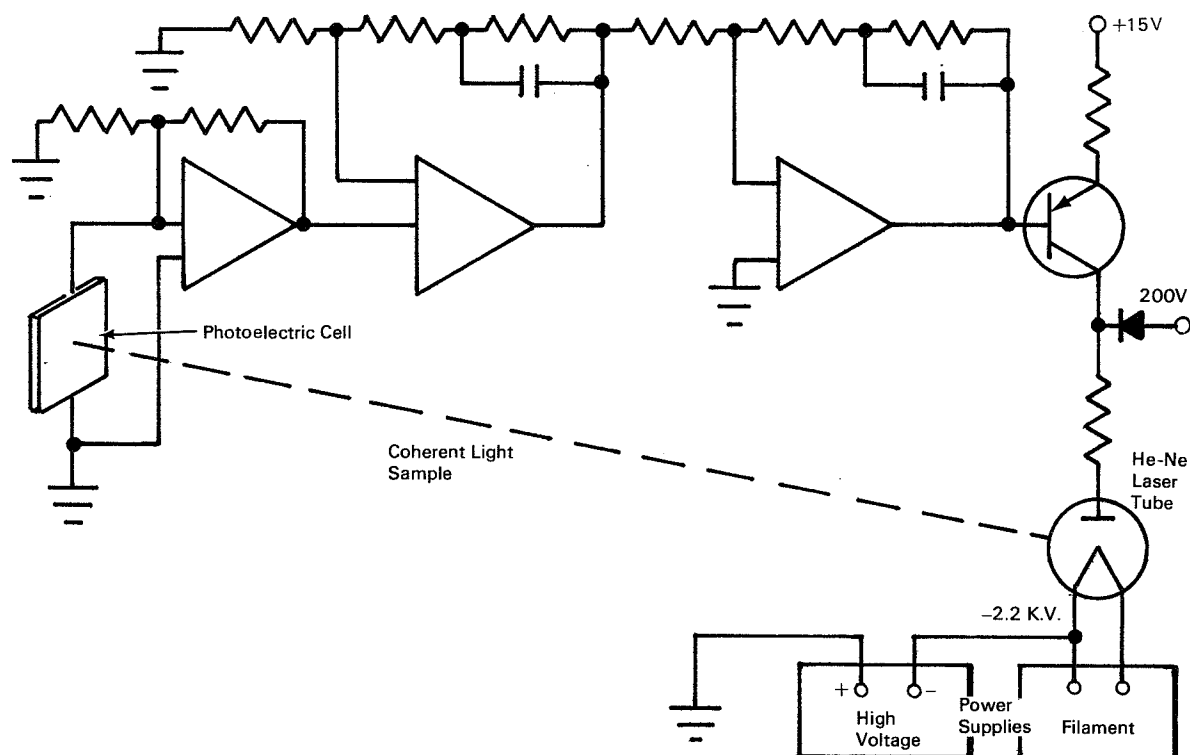 +15V
200V
Photoelectric Cell
Coherent Light
Sample
He-Ne
Laser
Tube
−2.2 K.V.
+ −
High
Voltage
Power
Supplies
Filament